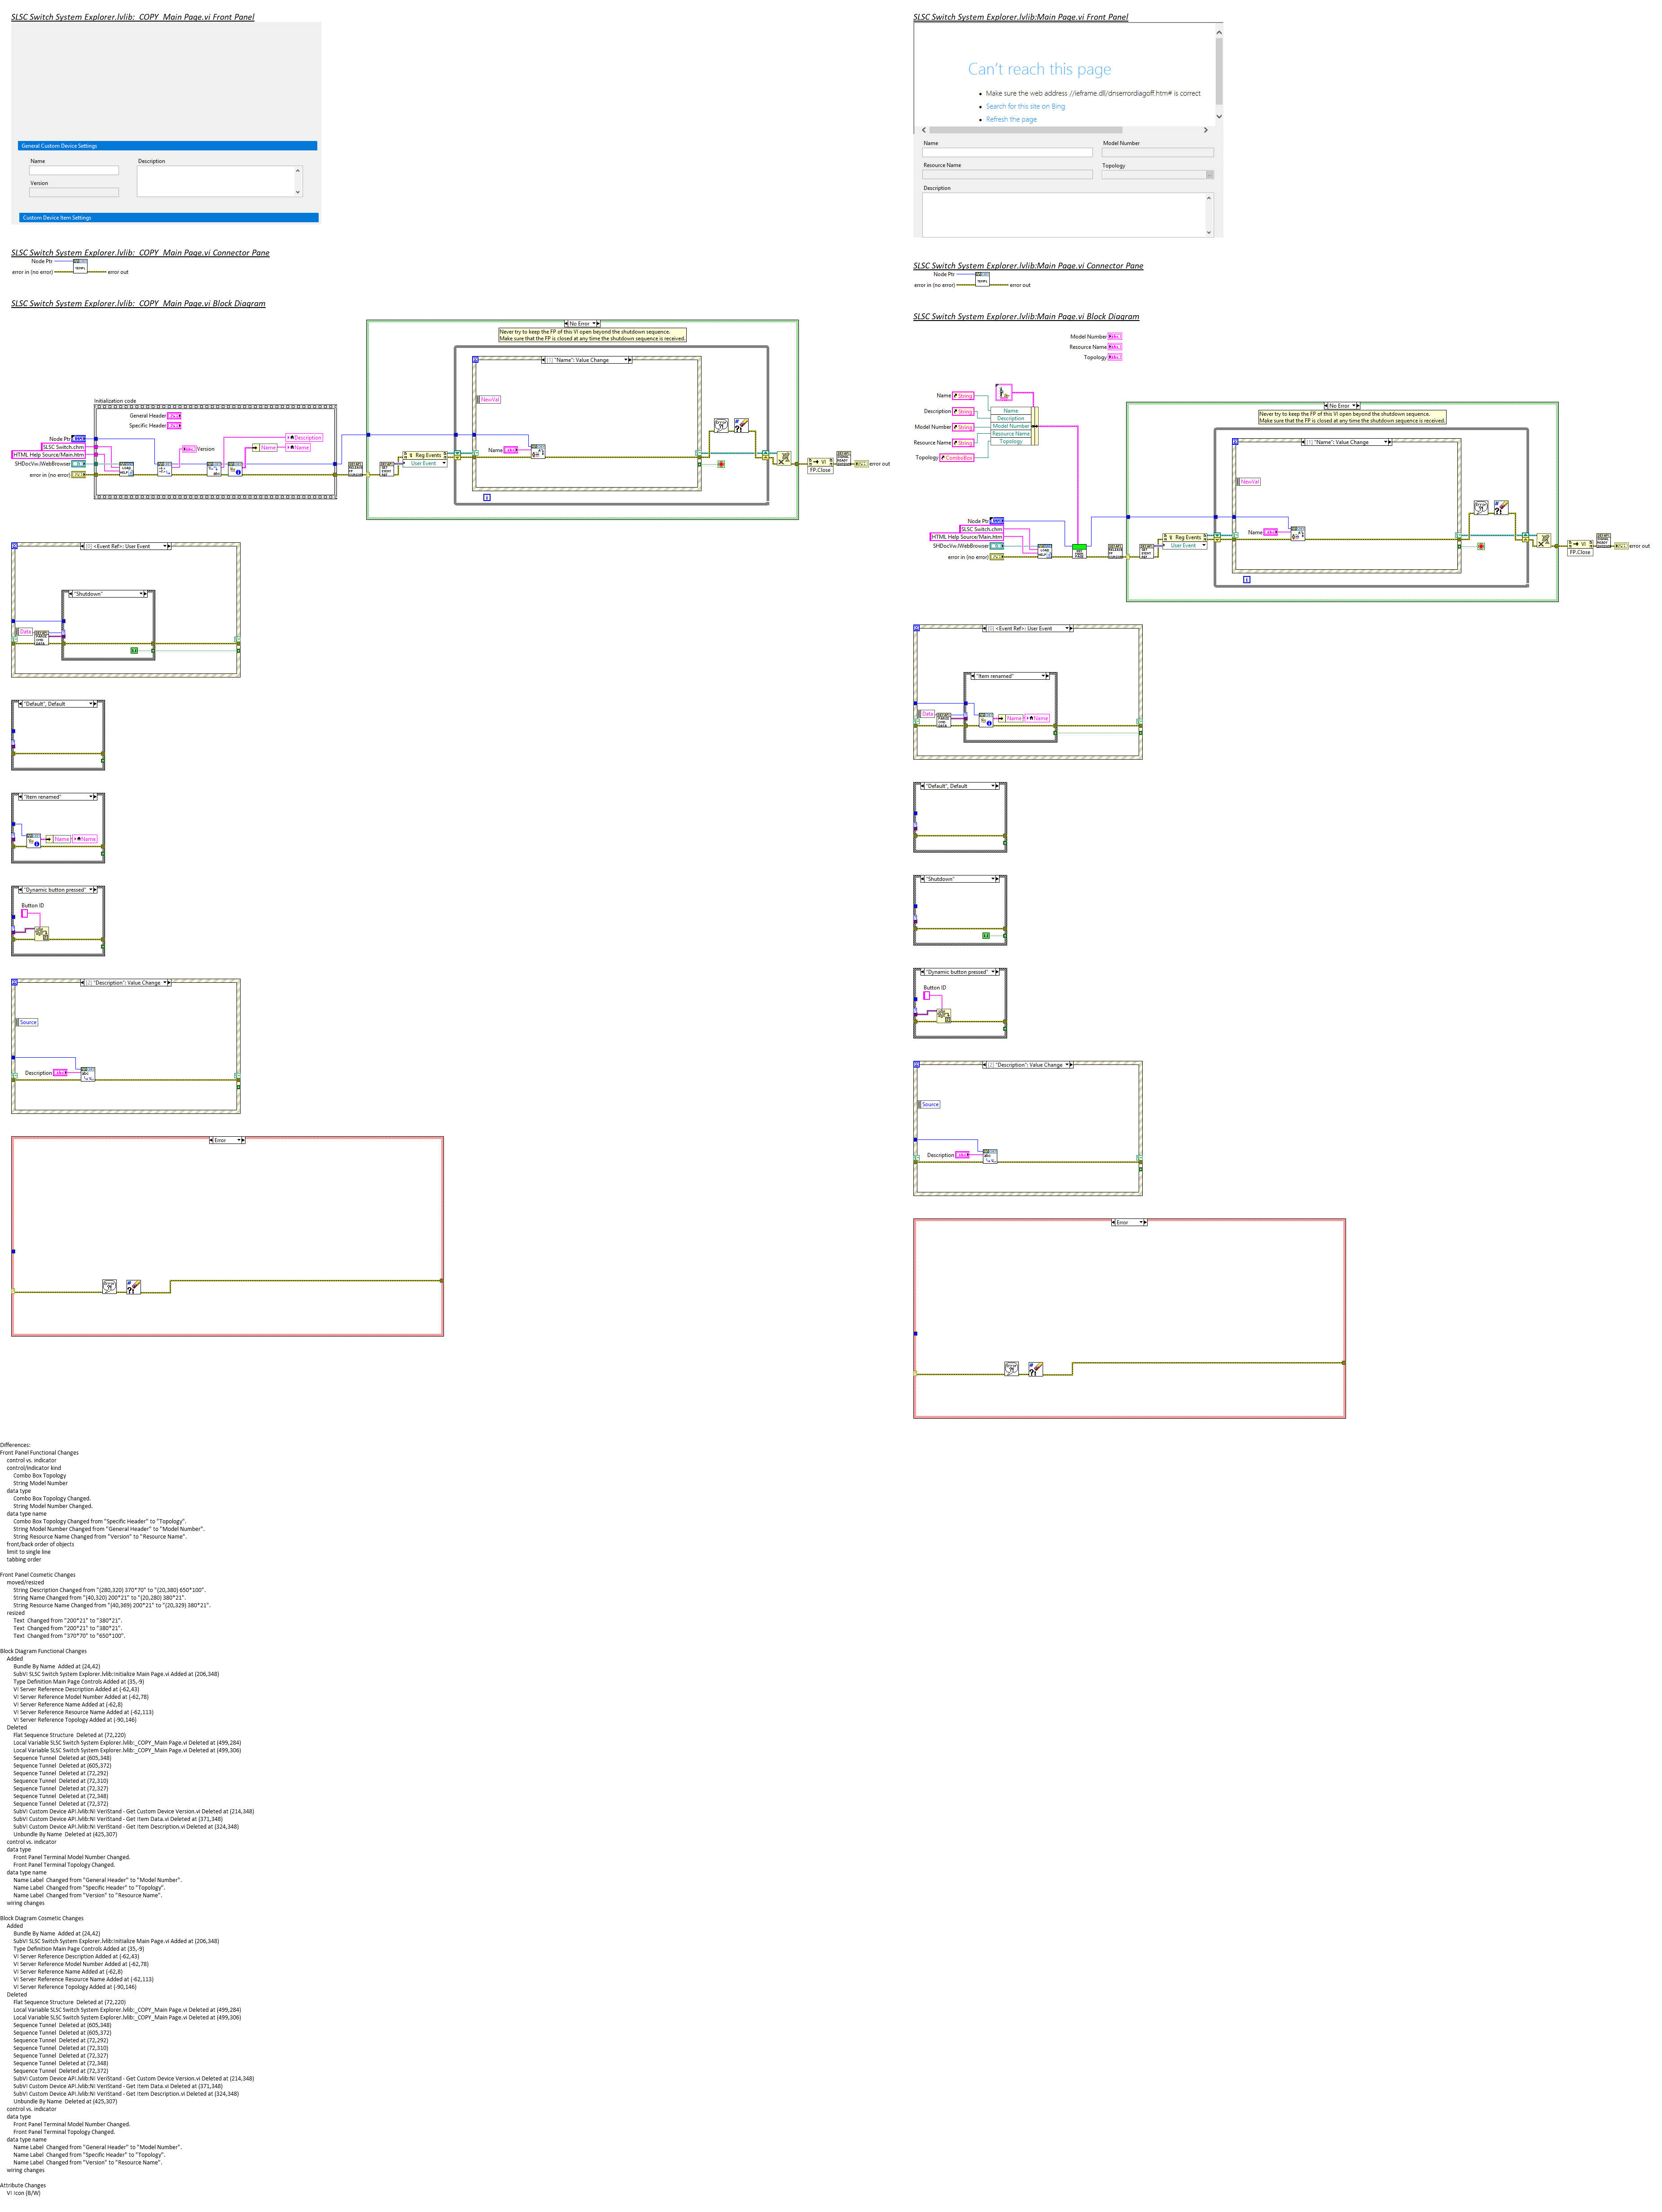 SLSC Switch System Explorer.lvlib:_COPY_Main Page.vi Front Panel
General Custom Device Settings
Name
Description
Version
Custom Device Item Settings
SLSC Switch System Explorer.lvlib:_COPY_Main Page.vi Connector Pane
Node Ptr
error in (no error)
error out
SLSC Switch System Explorer.lvlib:_COPY_Main Page.vi Block Diagram
No Error
Never try to keep the FP of this VI open beyond the shutdown sequence.
Make sure that the FP is closed at any time the shutdown sequence is received.
[1] "Name": Value Change
NewVal
Initialization code
General Header
Specific Header
Node Ptr
SLSC Switch.chm
HTML Help Source/Main.htm
SHDocVw.IWebBrowser
error in (no error)
Version
Description
Name
Name
Reg Events
User Event
Name
VI
FP.Close
error out
[0] <Event Ref>: User Event
"Shutdown"
Data
"Default", Default
"Item renamed"
Name
Name
"Dynamic button pressed"
Button ID
[2] "Description": Value Change
Source
Description
Error
SLSC Switch System Explorer.lvlib:Main Page.vi Front Panel
Can't reach this page
Make sure the web address //ieframe.dll/dnserrordiagoff.htm# is correct
Search for this site on Bing
Refresh the page
Name
Model Number
Resource Name
Topology
Description
SLSC Switch System Explorer.lvlib:Main Page.vi Connector Pane
Node Ptr
error in (no error)
error out
SLSC Switch System Explorer.lvlib:Main Page.vi Block Diagram
Model Number
Resource Name
Topology
Name String
Description String
Model Number String
Resource Name String
Topology ComboBox
Name
Description
Model Number
Resource Name
Topology
No Error
Never try to keep the FP of this VI open beyond the shutdown sequence.
Make sure that the FP is closed at any time the shutdown sequence is received.
[1] "Name": Value Change
NewVal
Node Ptr
SLSC Switch.chm
HTML Help Source/Main.htm
SHDocVw.IWebBrowser
error in (no error)
Reg Events
User Event
Name
VI
FP.Close
error out
[0] <Event Ref>: User Event
"Item renamed"
Data
Name
Name
"Default", Default
"Shutdown"
"Dynamic button pressed"
Button ID
[2] "Description": Value Change
Source
Description
Error
Differences:
Front Panel Functional Changes
control vs. indicator
control/indicator kind
Combo Box Topology
String Model Number
data type
Combo Box Topology Changed.
String Model Number Changed.
data type name
Combo Box Topology Changed from "Specific Header" to "Topology".
String Model Number Changed from "General Header" to "Model Number".
String Resource Name Changed from "Version" to "Resource Name".
front/back order of objects
limit to single line
tabbing order
Front Panel Cosmetic Changes
moved/resized
String Description Changed from "(280,320) 370*70" to "(20,380) 650*100".
String Name Changed from "(40,320) 200*21" to "(20,280) 380*21".
String Resource Name Changed from "(40,369) 200*21" to "(20,329) 380*21".
resized
Text  Changed from "200*21" to "380*21".
Text  Changed from "200*21" to "380*21".
Text  Changed from "370*70" to "650*100".
Block Diagram Functional Changes
Added
Bundle By Name  Added at (24,42)
SubVI SLSC Switch System Explorer.lvlib:Initialize Main Page.vi Added at (206,348)
Type Definition Main Page Controls Added at (35,-9)
VI Server Reference Description Added at (-62,43)
VI Server Reference Model Number Added at (-62,78)
VI Server Reference Name Added at (-62,8)
VI Server Reference Resource Name Added at (-62,113)
VI Server Reference Topology Added at (-90,146)
Deleted
Flat Sequence Structure  Deleted at (72,220)
Local Variable SLSC Switch System Explorer.lvlib:_COPY_Main Page.vi Deleted at (499,284)
Local Variable SLSC Switch System Explorer.lvlib:_COPY_Main Page.vi Deleted at (499,306)
Sequence Tunnel  Deleted at (605,348)
Sequence Tunnel  Deleted at (605,372)
Sequence Tunnel  Deleted at (72,292)
Sequence Tunnel  Deleted at (72,310)
Sequence Tunnel  Deleted at (72,327)
Sequence Tunnel  Deleted at (72,348)
Sequence Tunnel  Deleted at (72,372)
SubVI Custom Device API.lvlib:NI VeriStand - Get Custom Device Version.vi Deleted at (214,348)
SubVI Custom Device API.lvlib:NI VeriStand - Get Item Data.vi Deleted at (371,348)
SubVI Custom Device API.lvlib:NI VeriStand - Get Item Description.vi Deleted at (324,348)
Unbundle By Name  Deleted at (425,307)
control vs. indicator
data type
Front Panel Terminal Model Number Changed.
Front Panel Terminal Topology Changed.
data type name
Name Label  Changed from "General Header" to "Model Number".
Name Label  Changed from "Specific Header" to "Topology".
Name Label  Changed from "Version" to "Resource Name".
wiring changes
Block Diagram Cosmetic Changes
Added
Bundle By Name  Added at (24,42)
SubVI SLSC Switch System Explorer.lvlib:Initialize Main Page.vi Added at (206,348)
Type Definition Main Page Controls Added at (35,-9)
VI Server Reference Description Added at (-62,43)
VI Server Reference Model Number Added at (-62,78)
VI Server Reference Name Added at (-62,8)
VI Server Reference Resource Name Added at (-62,113)
VI Server Reference Topology Added at (-90,146)
Deleted
Flat Sequence Structure  Deleted at (72,220)
Local Variable SLSC Switch System Explorer.lvlib:_COPY_Main Page.vi Deleted at (499,284)
Local Variable SLSC Switch System Explorer.lvlib:_COPY_Main Page.vi Deleted at (499,306)
Sequence Tunnel  Deleted at (605,348)
Sequence Tunnel  Deleted at (605,372)
Sequence Tunnel  Deleted at (72,292)
Sequence Tunnel  Deleted at (72,310)
Sequence Tunnel  Deleted at (72,327)
Sequence Tunnel  Deleted at (72,348)
Sequence Tunnel  Deleted at (72,372)
SubVI Custom Device API.lvlib:NI VeriStand - Get Custom Device Version.vi Deleted at (214,348)
SubVI Custom Device API.lvlib:NI VeriStand - Get Item Data.vi Deleted at (371,348)
SubVI Custom Device API.lvlib:NI VeriStand - Get Item Description.vi Deleted at (324,348)
Unbundle By Name  Deleted at (425,307)
control vs. indicator
data type
Front Panel Terminal Model Number Changed.
Front Panel Terminal Topology Changed.
data type name
Name Label  Changed from "General Header" to "Model Number".
Name Label  Changed from "Specific Header" to "Topology".
Name Label  Changed from "Version" to "Resource Name".
wiring changes
Attribute Changes
VI Icon (B/W)